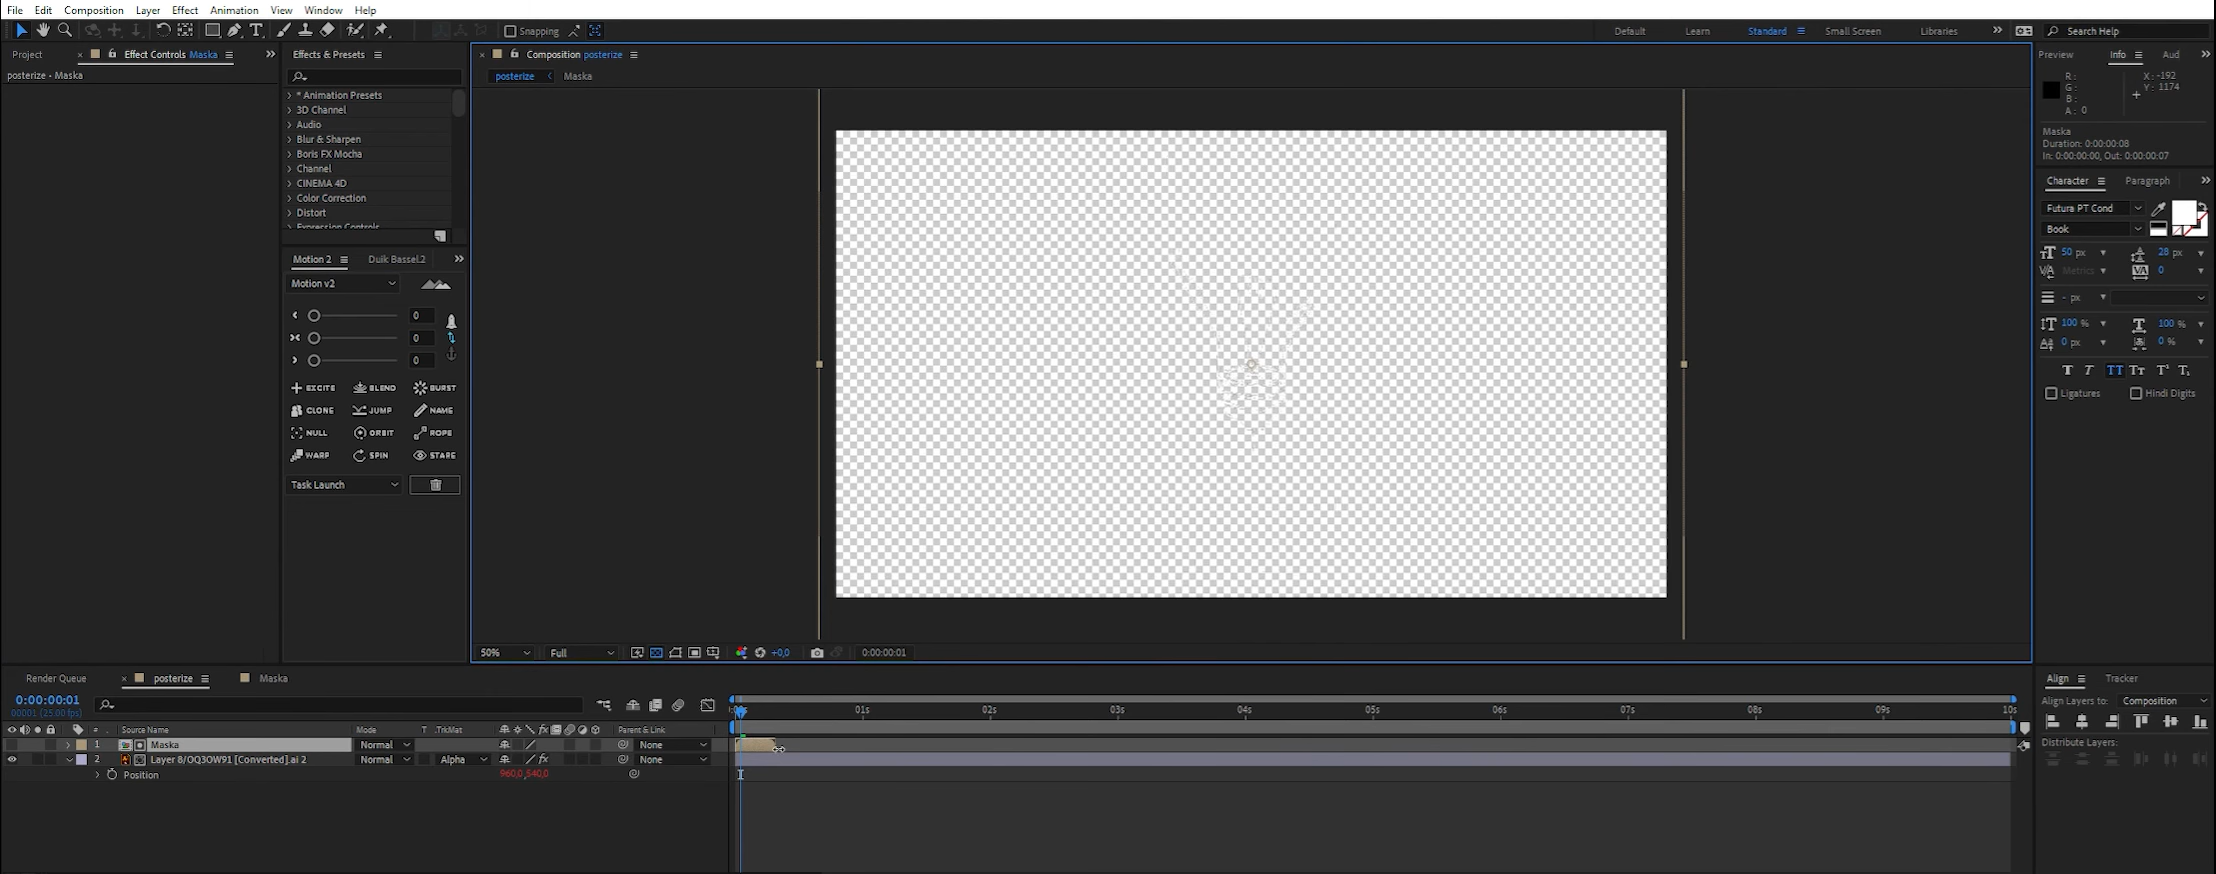 File Edit Composition Layer Effect Animation View Window Help
Snapping Default Learn Standard Small Screen Libraries Search Help
Project Effect Controls Maska Effects & Presets Composition posterize Preview Info Aud
posterize • Maska
posterize Maska
R:
G:
B:
A: 0
X: -192
Y: 1174
* Animation Presets
3D Channel
Audio
Blur & Sharpen
Boris FX Mocha
Channel
CINEMA 4D
Color Correction
Distort
Expression Controls
Maska
Duration: 0:00:00:08
In: 0:00:00:00, Out: 0:00:00:07
Character Paragraph
Futura PT Cond
Book
50 px 28 px
Metrics 0
- px
100 % 100 %
0 px 0 %
T T TT Tт T¹ T₁
Ligatures Hindi Digits
Motion 2 Duik Bassel.2
Motion v2
0
0
0
EXCITE BLEND BURST
CLONE JUMP NAME
NULL ORBIT ROPE
WARP SPIN STARE
Task Launch
50% Full +0,0 0:00:00:01
Render Queue posterize Maska
0:00:00:01
00001 (25.00 fps)
01s 02s 03s 04s 05s 06s 07s 08s 09s 10s
# Source Name Mode T .TrkMat Parent & Link
1 Maska Normal None
2 Layer 8/OQ3OW91 [Converted].ai 2 Normal Alpha None
Position 960,0,540,0
Align Tracker
Align Layers to: Composition
Distribute Layers: